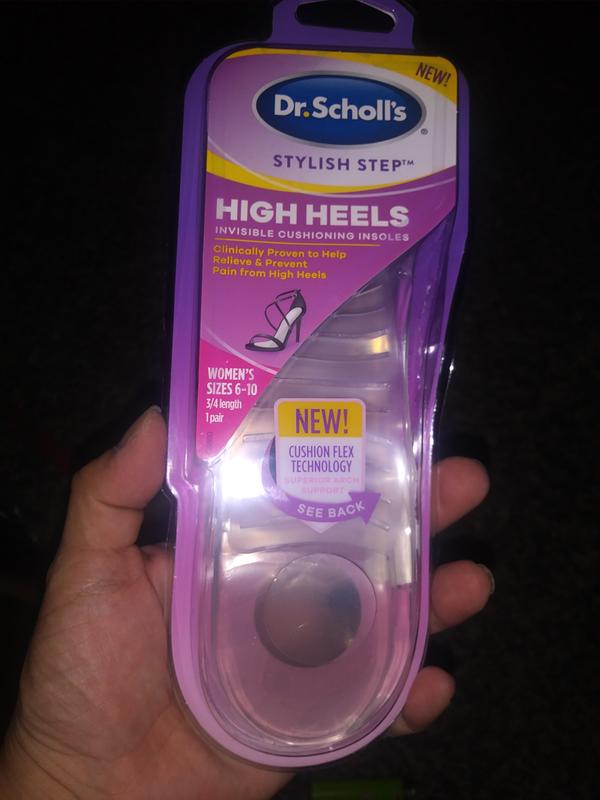 NEW!
Dr.Scholl's®
STYLISH STEP™
HIGH HEELS
INVISIBLE CUSHIONING INSOLES
Clinically Proven to Help
Relieve & Prevent
Pain from High Heels
WOMEN'S
SIZES 6-10
3/4 length
1 pair
NEW!
CUSHION FLEX
TECHNOLOGY
SUPERIOR ARCH
SUPPORT
SEE BACK